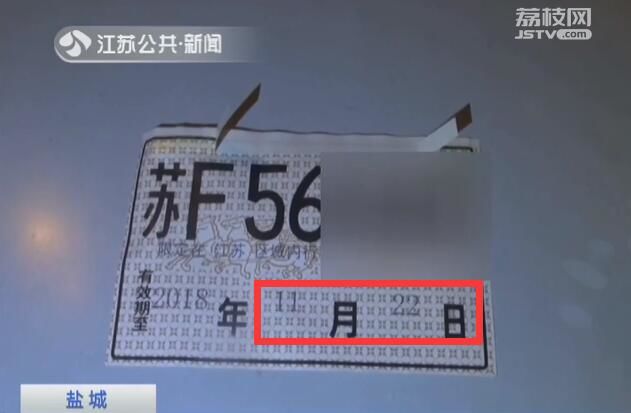 江苏公共·新闻
荔枝网
JSTV.com
苏F56
限定在(江苏)区域内行
有效期至2018年11月22日
盐城